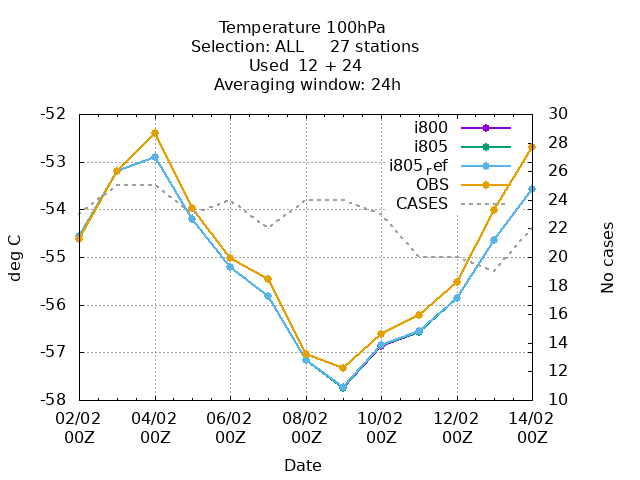 Temperature 100hPa
Selection: ALL     27 stations
Used  12 + 24
Averaging window: 24h
-52
-53
-54
-55
-56
-57
-58
deg C
30
28
26
24
22
20
18
16
14
12
10
No cases
i800
i805
i805_ref
OBS
CASES
02/02 04/02 06/02 08/02 10/02 12/02 14/02
00Z 00Z 00Z 00Z 00Z 00Z 00Z
Date